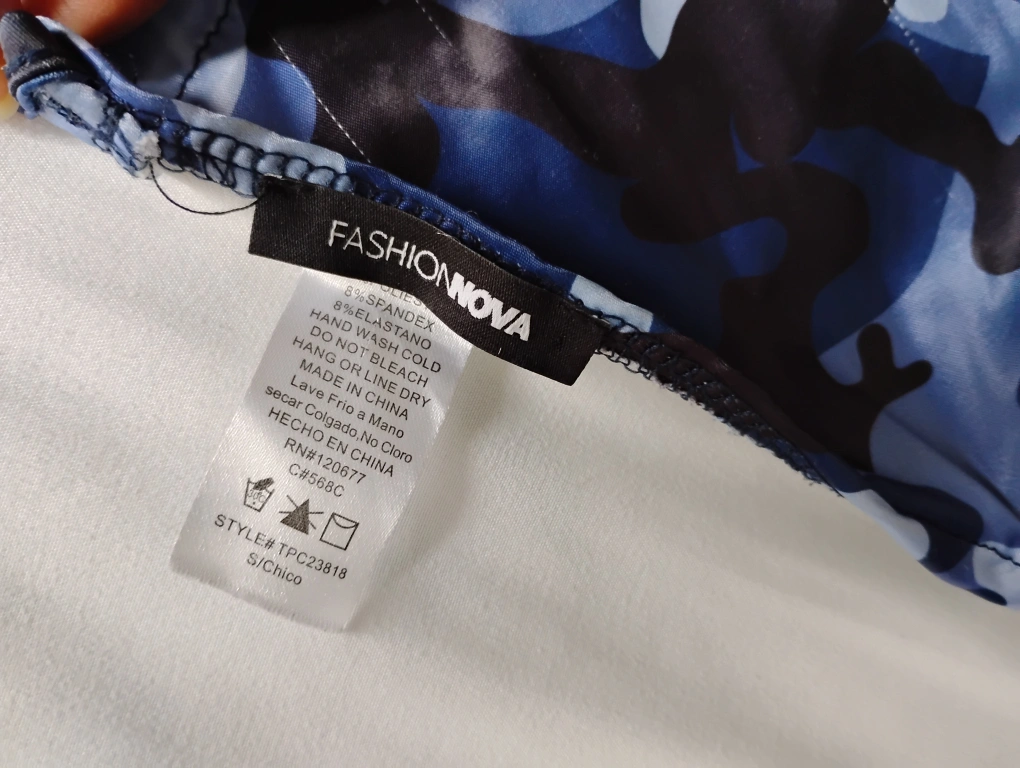 FASHIONNOVA
8%SPANDEX
8%ELASTANO
HAND WASH COLD
DO NOT BLEACH
HANG OR LINE DRY
MADE IN CHINA
Lave Frio a Mano
secar Colgado,No Cloro
HECHO EN CHINA
RN#120677
C#568C
30C
STYLE# TPC23818
S/Chico